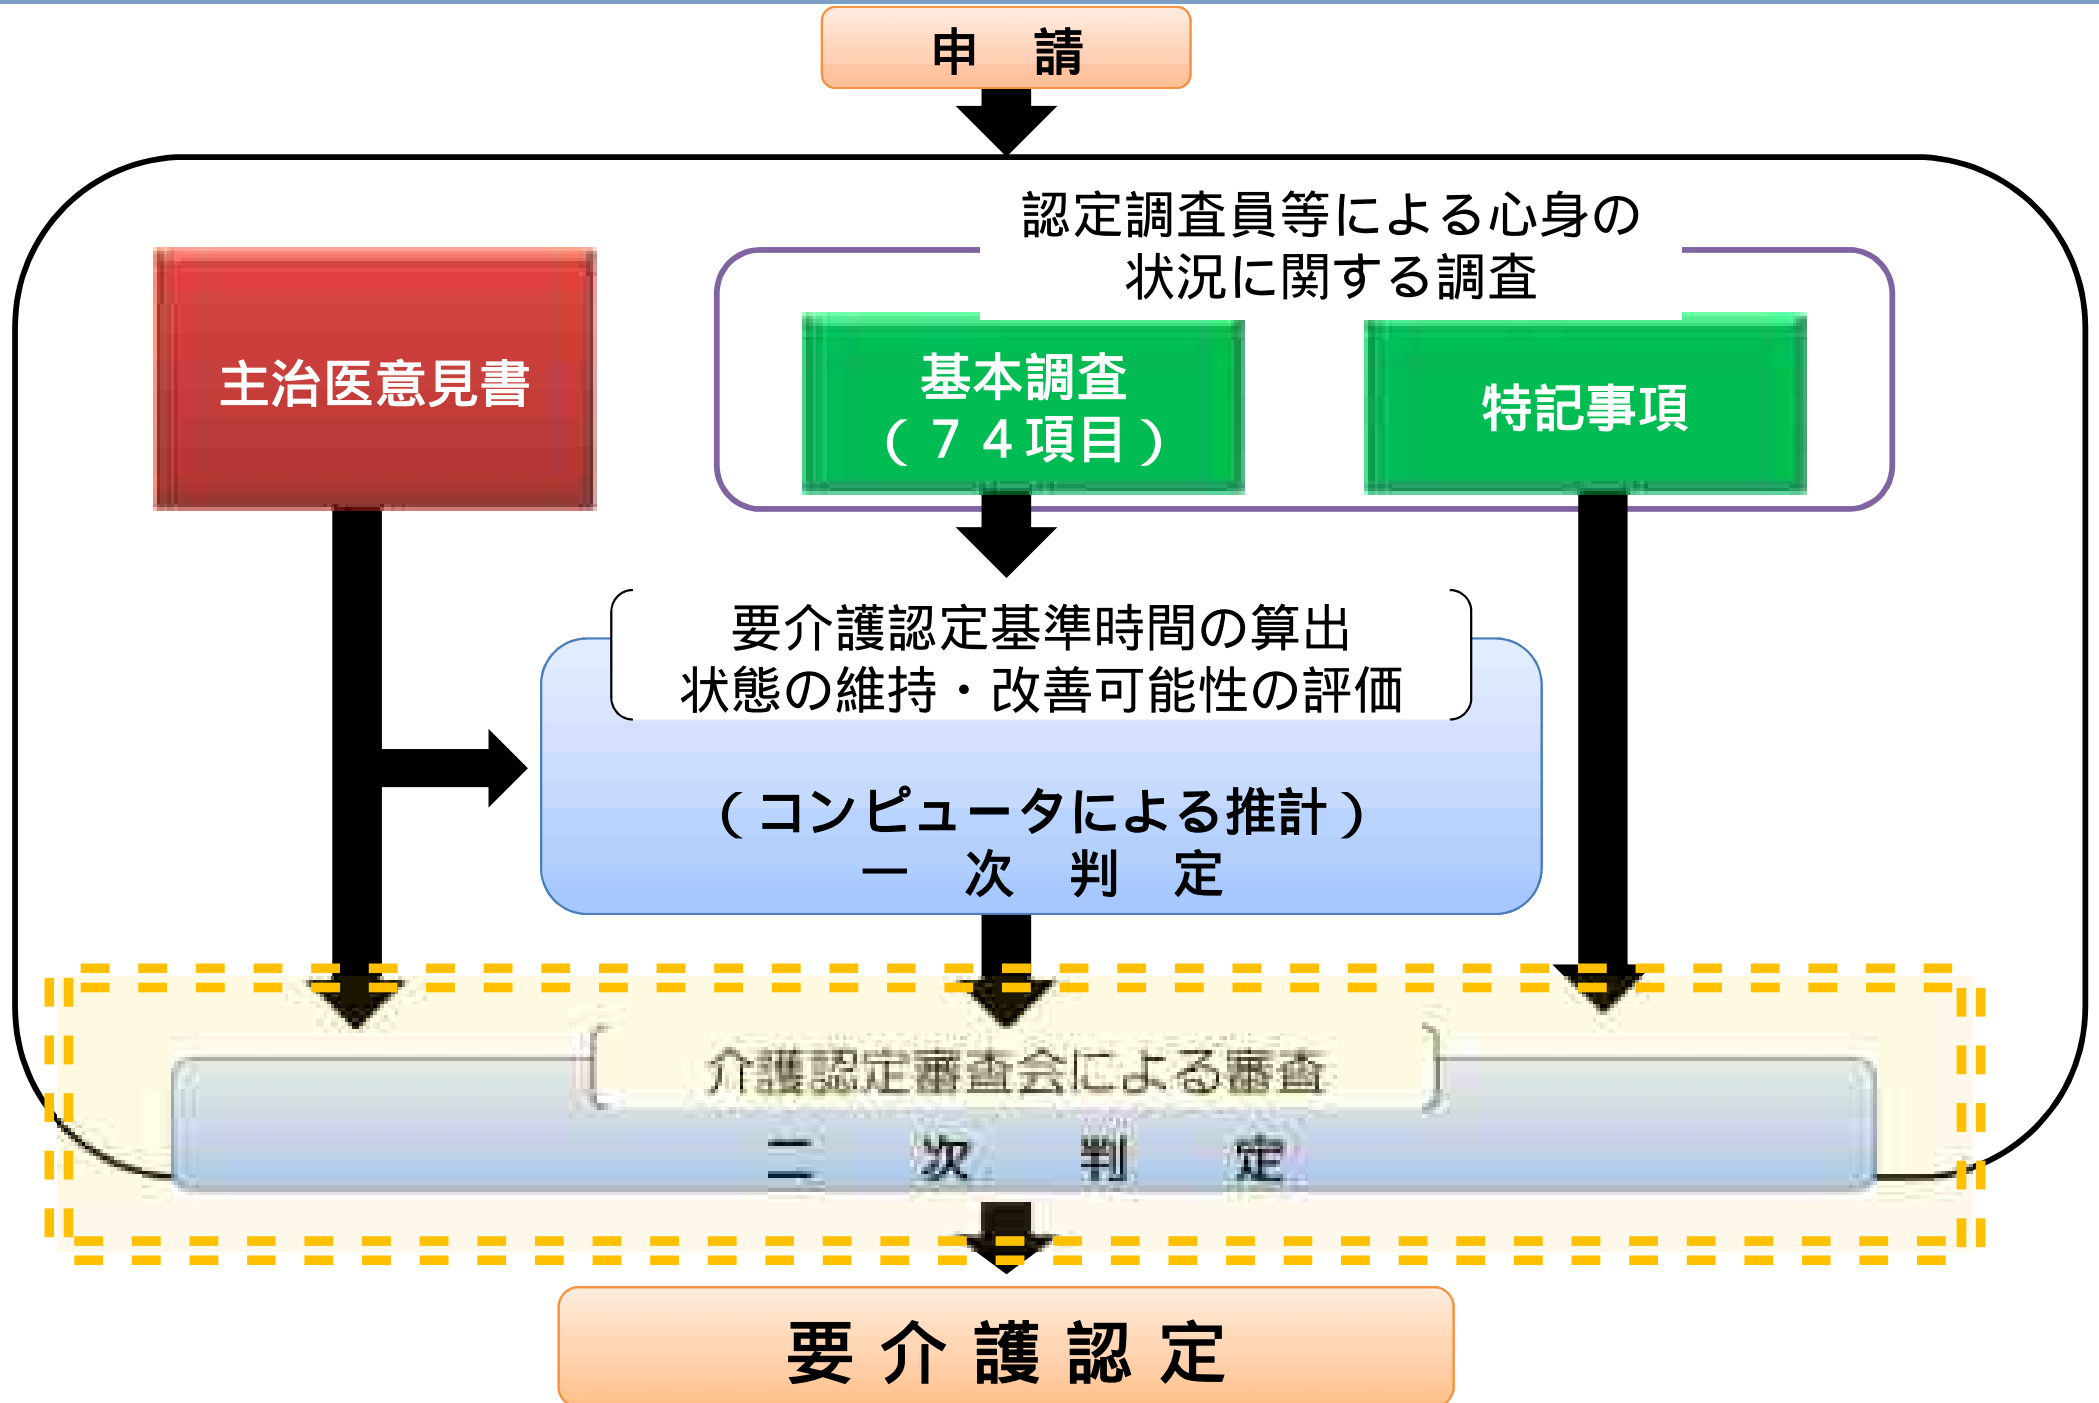 申　請
認定調査員等による心身の
状況に関する調査
主治医意見書
基本調査
（７４項目）
特記事項
要介護認定基準時間の算出
状態の維持・改善可能性の評価
（コンピュータによる推計）
一　次　判　定
介護認定審査会による審査
二　次　判　定
要介護認定